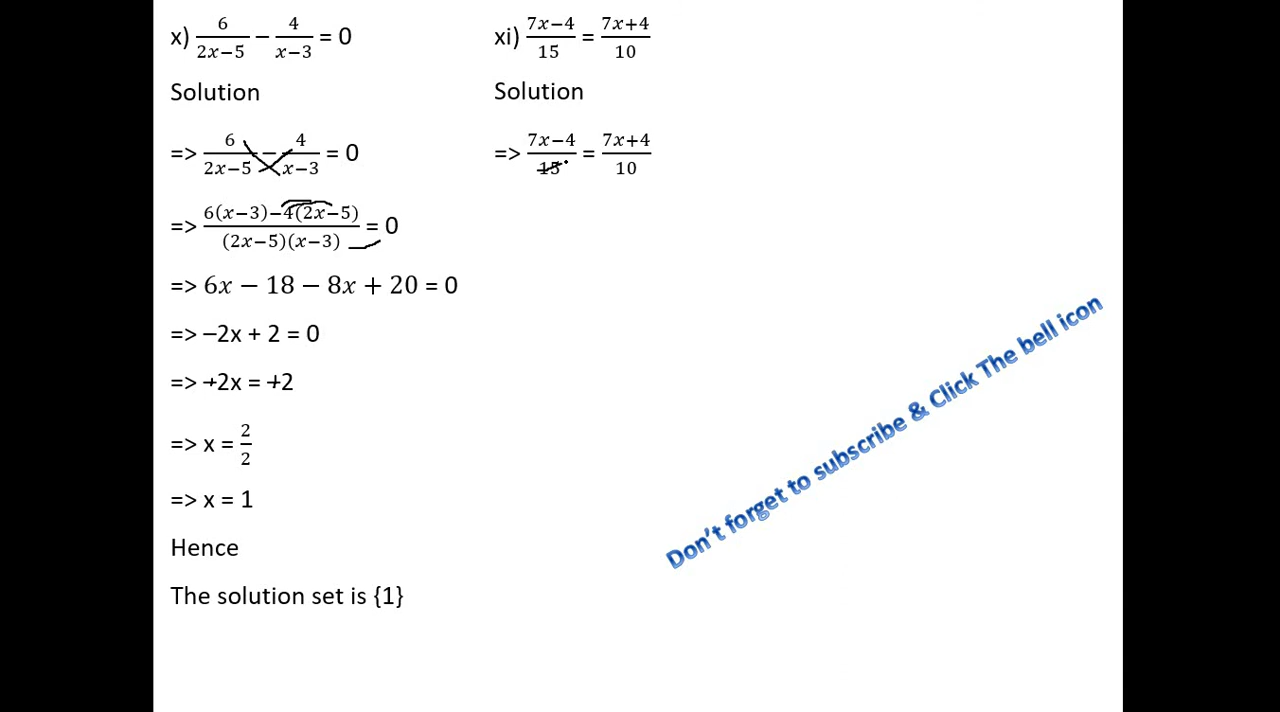 x) 6/(2x−5) − 4/(x−3) = 0
Solution
=> 6/(2x−5) − 4/(x−3) = 0
=> (6(x−3)−4(2x−5))/((2x−5)(x−3)) = 0
=> 6x − 18 − 8x + 20 = 0
=> –2x + 2 = 0
=> +2x = +2
=> x = 2/2
=> x = 1
Hence
The solution set is {1}
xi) (7x−4)/15 = (7x+4)/10
Solution
=> (7x−4)/15 = (7x+4)/10
Don't forget to subscribe & Click The bell icon